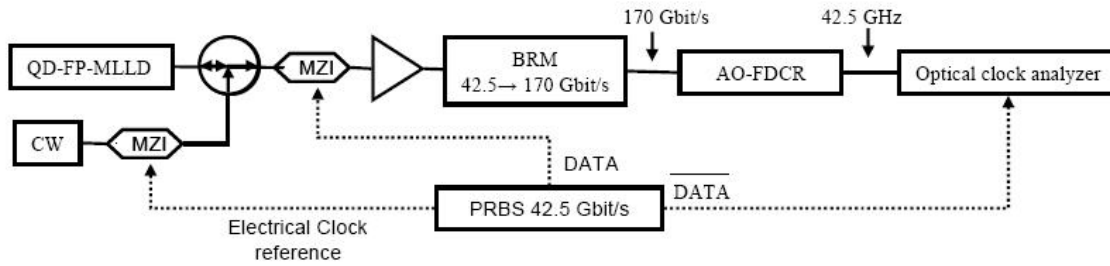 170 Gbit/s
42.5 GHz
QD-FP-MLLD
MZI
BRM
42.5→ 170 Gbit/s
AO-FDCR
Optical clock analyzer
CW
MZI
DATA
DATA
PRBS 42.5 Gbit/s
Electrical Clock
reference